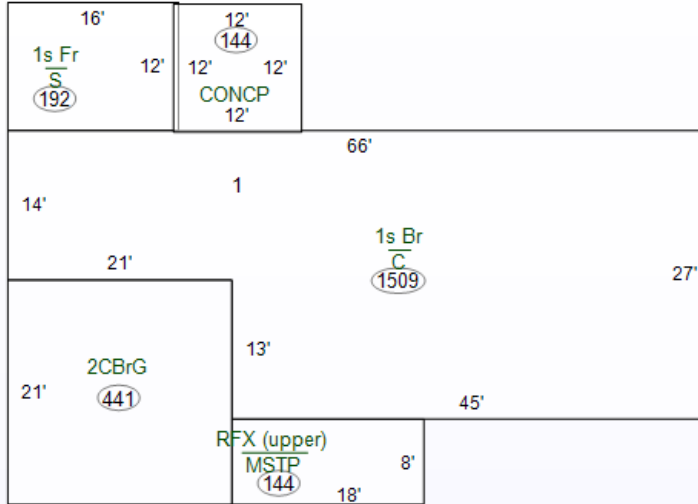 16'
12'
144
1s Fr
S
192
12'
12'
12'
CONCP
12'
66'
1
14'
1s Br
C
1509
21'
27'
13'
2CBrG
441
21'
45'
RFX (upper)
MSTP
144
8'
18'